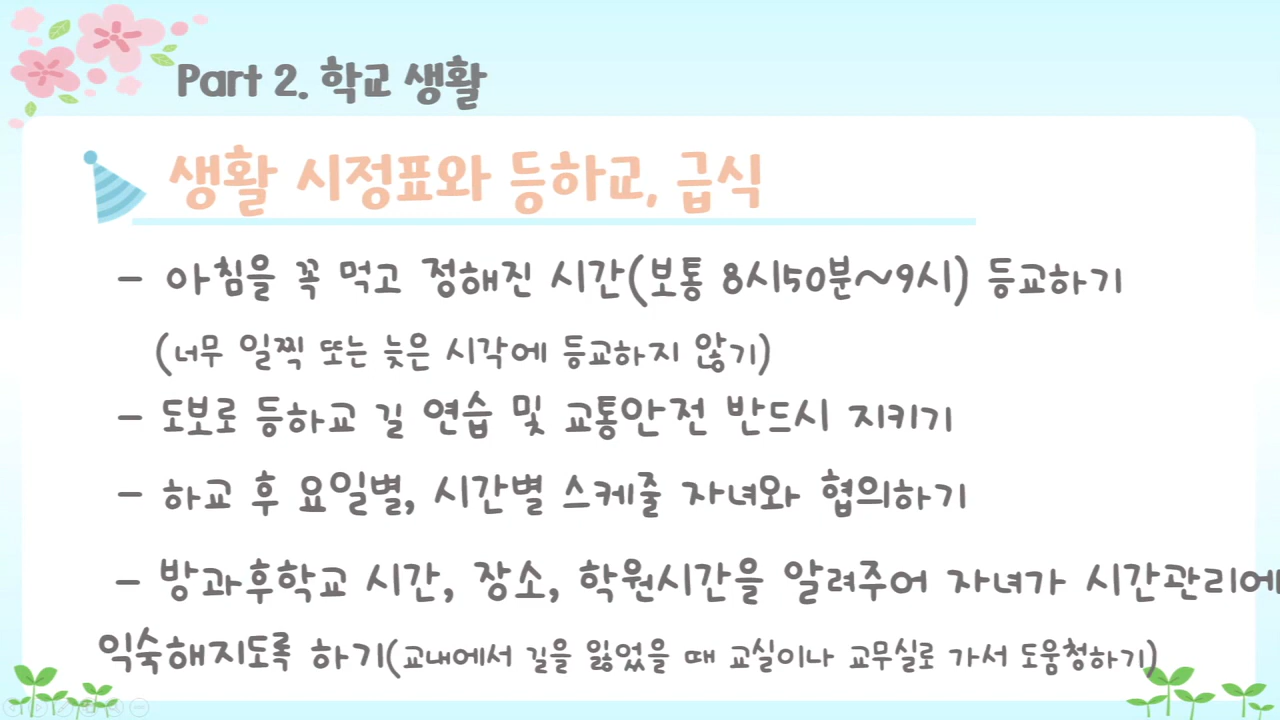 Part 2. 학교 생활
생활 시정표와 등하교, 급식
- 아침을 꼭 먹고 정해진 시간(보통 8시50분~9시) 등교하기
(너무 일찍 또는 늦은 시각에 등교하지 않기)
- 도보로 등하교 길 연습 및 교통안전 반드시 지키기
- 하교 후 요일별, 시간별 스케줄 자녀와 협의하기
- 방과후학교 시간, 장소, 학원시간을 알려주어 자녀가 시간관리에
익숙해지도록 하기(교내에서 길을 잃었을 때 교실이나 교무실로 가서 도움청하기)